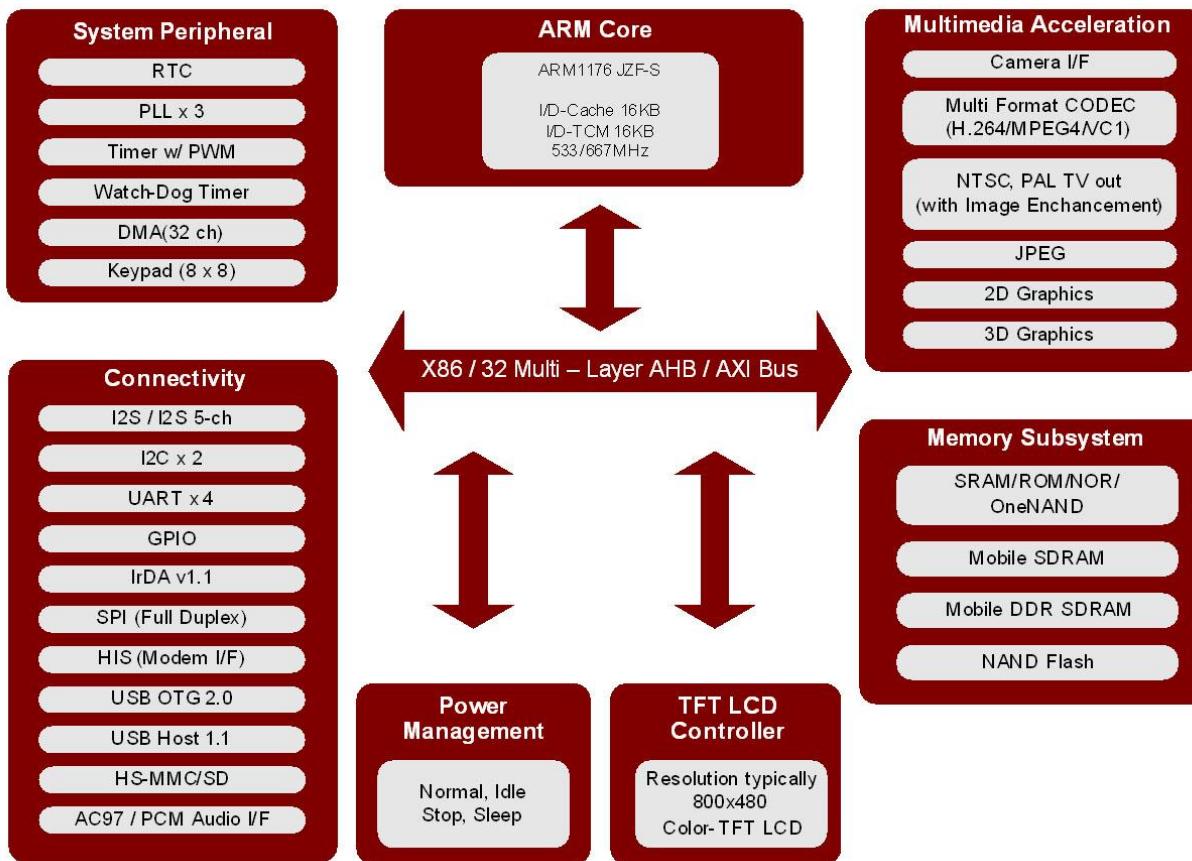 System Peripheral
RTC
PLL x 3
Timer w/ PWM
Watch-Dog Timer
DMA(32 ch)
Keypad (8 x 8)
ARM Core
ARM1176 JZF-S
I/D-Cache 16KB
I/D-TCM 16KB
533/667MHz
Multimedia Acceleration
Camera I/F
Multi Format CODEC
(H.264/MPEG4/VC1)
NTSC, PAL TV out
(with Image Enchancement)
JPEG
2D Graphics
3D Graphics
X86 / 32 Multi – Layer AHB / AXI Bus
Connectivity
I2S / I2S 5-ch
I2C x 2
UART x 4
GPIO
IrDA v1.1
SPI (Full Duplex)
HIS (Modem I/F)
USB OTG 2.0
USB Host 1.1
HS-MMC/SD
AC97 / PCM Audio I/F
Power
Management
Normal, Idle
Stop, Sleep
TFT LCD
Controller
Resolution typically
800x480
Color-TFT LCD
Memory Subsystem
SRAM/ROM/NOR/
OneNAND
Mobile SDRAM
Mobile DDR SDRAM
NAND Flash